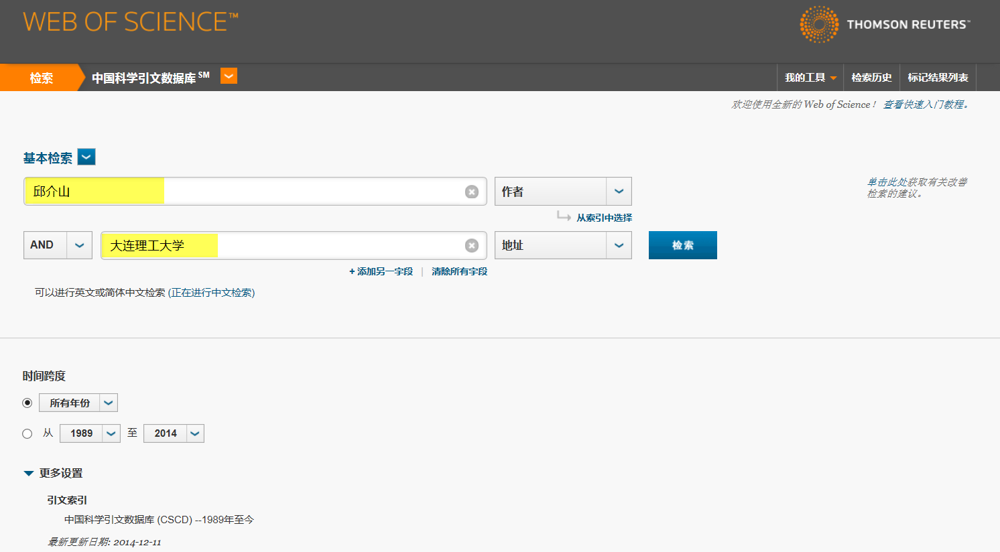 WEB OF SCIENCE™
THOMSON REUTERS™
检索 中国科学引文数据库 SM 我的工具 检索历史 标记结果列表
欢迎使用全新的 Web of Science! 查看快速入门教程。
基本检索
邱介山 作者
单击此处获取有关改善
检索的建议。
从索引中选择
AND 大连理工大学 地址 检索
+ 添加另一字段 | 清除所有字段
可以进行英文或简体中文检索 (正在进行中文检索)
时间跨度
所有年份
从 1989 至 2014
更多设置
引文索引
中国科学引文数据库 (CSCD) --1989年至今
最新更新日期: 2014-12-11